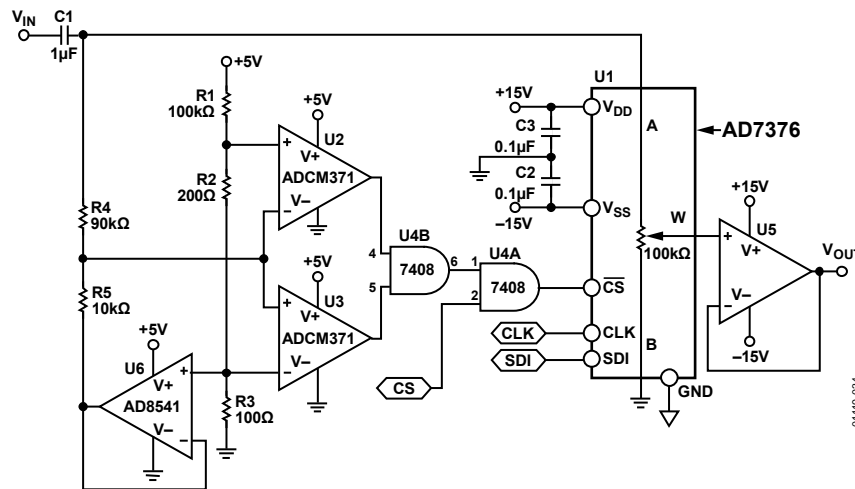 VIN
C1
1µF
+5V
R1
100kΩ
R2
200Ω
R4
90kΩ
R5
10kΩ
+5V
U6
V+
AD8541
V–
+
–
R3
100Ω
+5V
U2
+
V+
ADCM371
V–
–
+5V
U3
+
V+
ADCM371
V–
–
U4B
4
7408
6
5
U4A
1
7408
2
CS
CLK
SDI
+15V
C3
0.1µF
C2
0.1µF
–15V
U1
VDD
A
AD7376
VSS
W
100kΩ
CS
CLK
SDI
B
GND
+15V
U5
+
V+
V–
–
–15V
VOUT